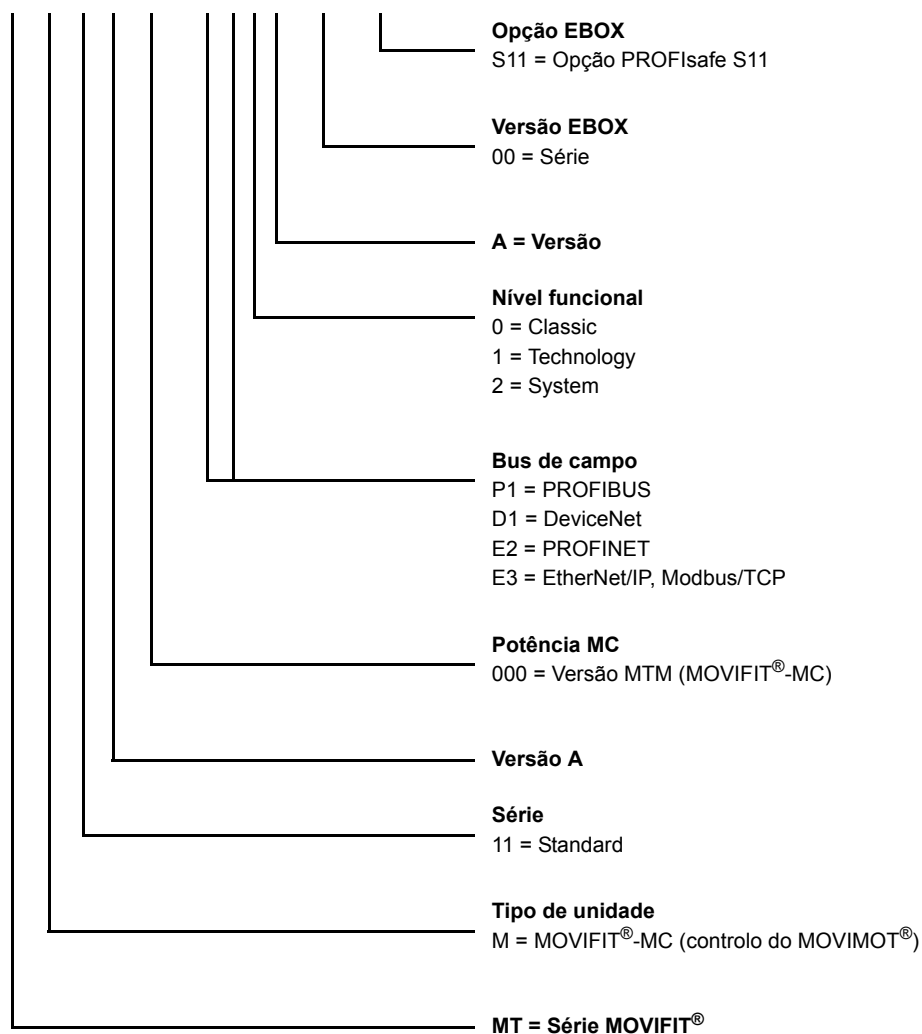 Opção EBOX
S11 = Opção PROFIsafe S11
Versão EBOX
00 = Série
A = Versão
Nível funcional
0 = Classic
1 = Technology
2 = System
Bus de campo
P1 = PROFIBUS
D1 = DeviceNet
E2 = PROFINET
E3 = EtherNet/IP, Modbus/TCP
Potência MC
000 = Versão MTM (MOVIFIT®-MC)
Versão A
Série
11 = Standard
Tipo de unidade
M = MOVIFIT®-MC (controlo do MOVIMOT®)
MT = Série MOVIFIT®